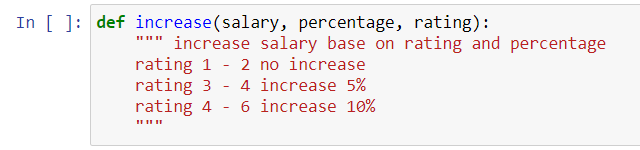 In [ ]: def increase(salary, percentage, rating):
""" increase salary base on rating and percentage
rating 1 - 2 no increase
rating 3 - 4 increase 5%
rating 4 - 6 increase 10%
"""